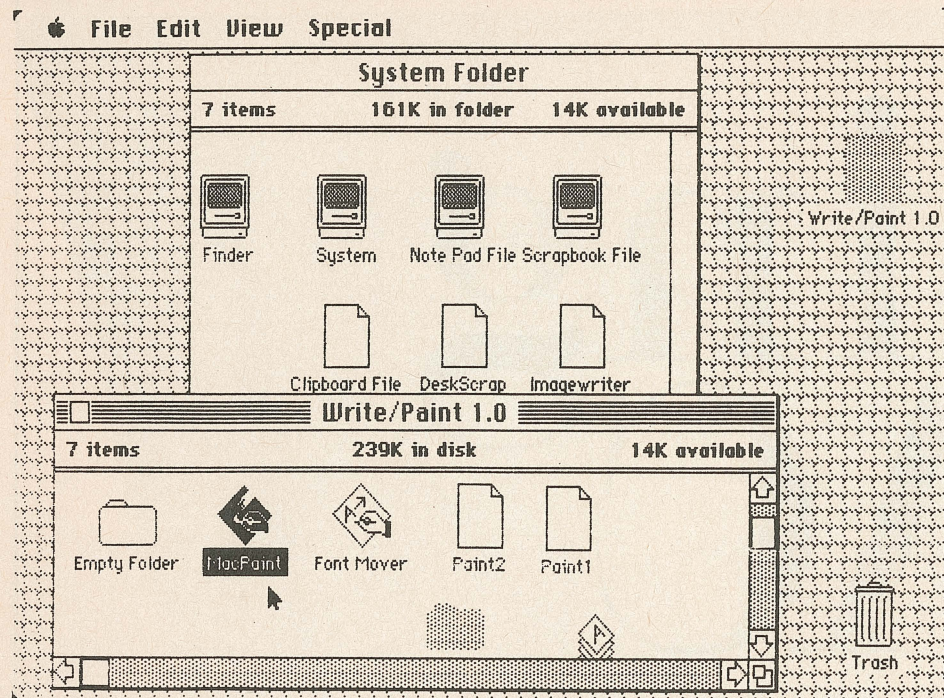 File Edit View Special
System Folder
7 items 161K in folder 14K available
Finder System Note Pad File Scrapbook File
Write/Paint 1.0
Clipboard File DeskScrap Imagewriter
Write/Paint 1.0
7 items 239K in disk 14K available
Empty Folder MacPaint Font Mover Paint2 Paint1
A
Trash